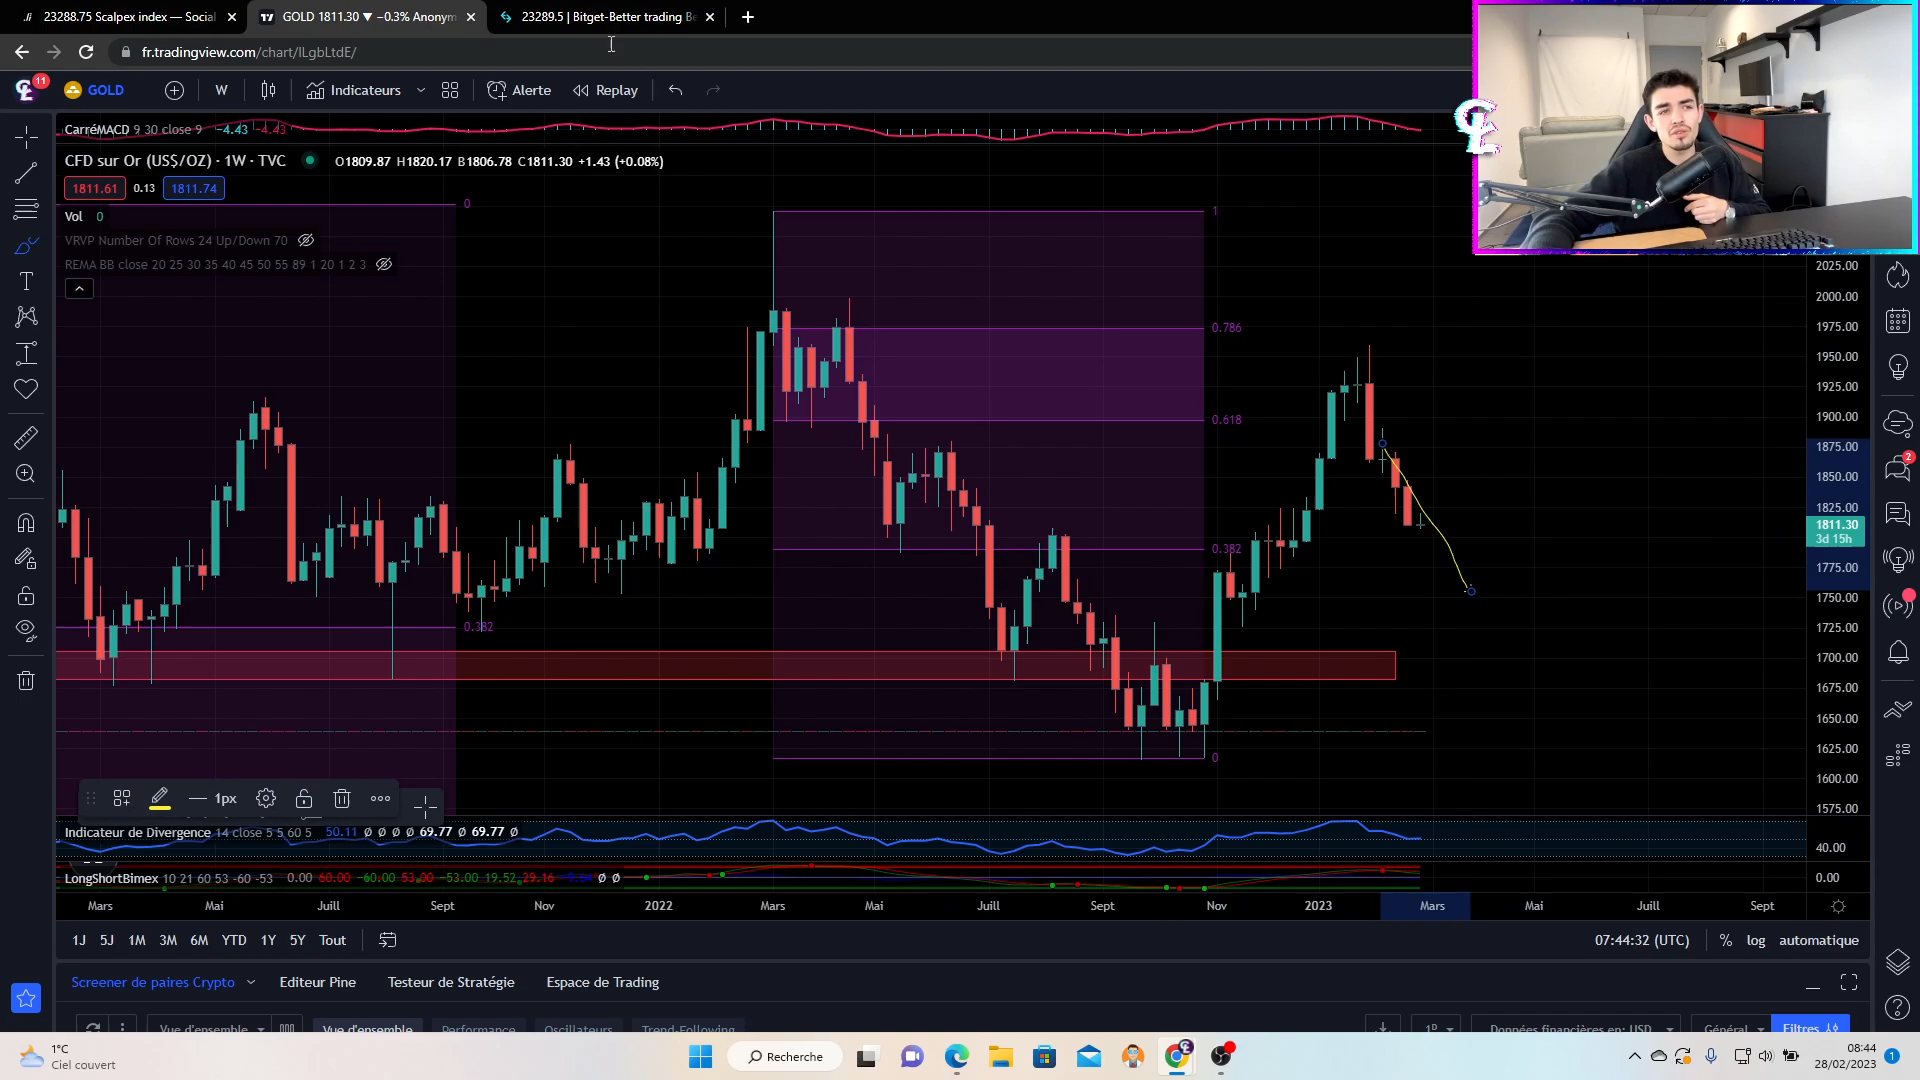 23288.75 Scalpex index — Social
GOLD 1811.30 ▼ −0.3% Anonym
23289.5 | Bitget-Better trading Be
fr.tradingview.com/chart/lLgbLtdE/
11
GOLD
W
Indicateurs
Alerte
Replay
CarréMACD 9 30 close 9 −4.43 −4.43
CFD sur Or (US$/OZ) · 1W · TVC O1809.87 H1820.17 B1806.78 C1811.30 +1.43 (+0.08%)
1811.61 0.13 1811.74
Vol 0
VRVP Number Of Rows 24 Up/Down 70
REMA BB close 20 25 30 35 40 45 50 55 89 1 20 1 2 3
0
0.382
1
0.786
0.618
0.382
0
2025.00
2000.00
1975.00
1950.00
1925.00
1900.00
1875.00
1850.00
1825.00
1811.30
3d 15h
1775.00
1750.00
1725.00
1700.00
1675.00
1650.00
1625.00
1600.00
1575.00
2
1px
Indicateur de Divergence 14 close 5 5 60 5 50.11 Ø Ø Ø Ø 69.77 Ø 69.77 Ø
40.00
LongShortBimex 10 21 60 53 -60 -53 0.00 60.00 −60.00 53.00 −53.00 19.52 29.16 Ø Ø
0.00
Mars Mai Juill Sept Nov 2022 Mars Mai Juill Sept Nov 2023 Mars Mai Juill Sept
1J 5J 1M 3M 6M YTD 1Y 5Y Tout
07:44:32 (UTC) % log automatique
Screener de paires Crypto Editeur Pine Testeur de Stratégie Espace de Trading
Vue d'ensemble Vue d'ensemble Performance Oscillateurs Trend-Following
1D Données financières en: USD Général Filtres
1°C
Ciel couvert
Recherche
08:44
28/02/2023
1